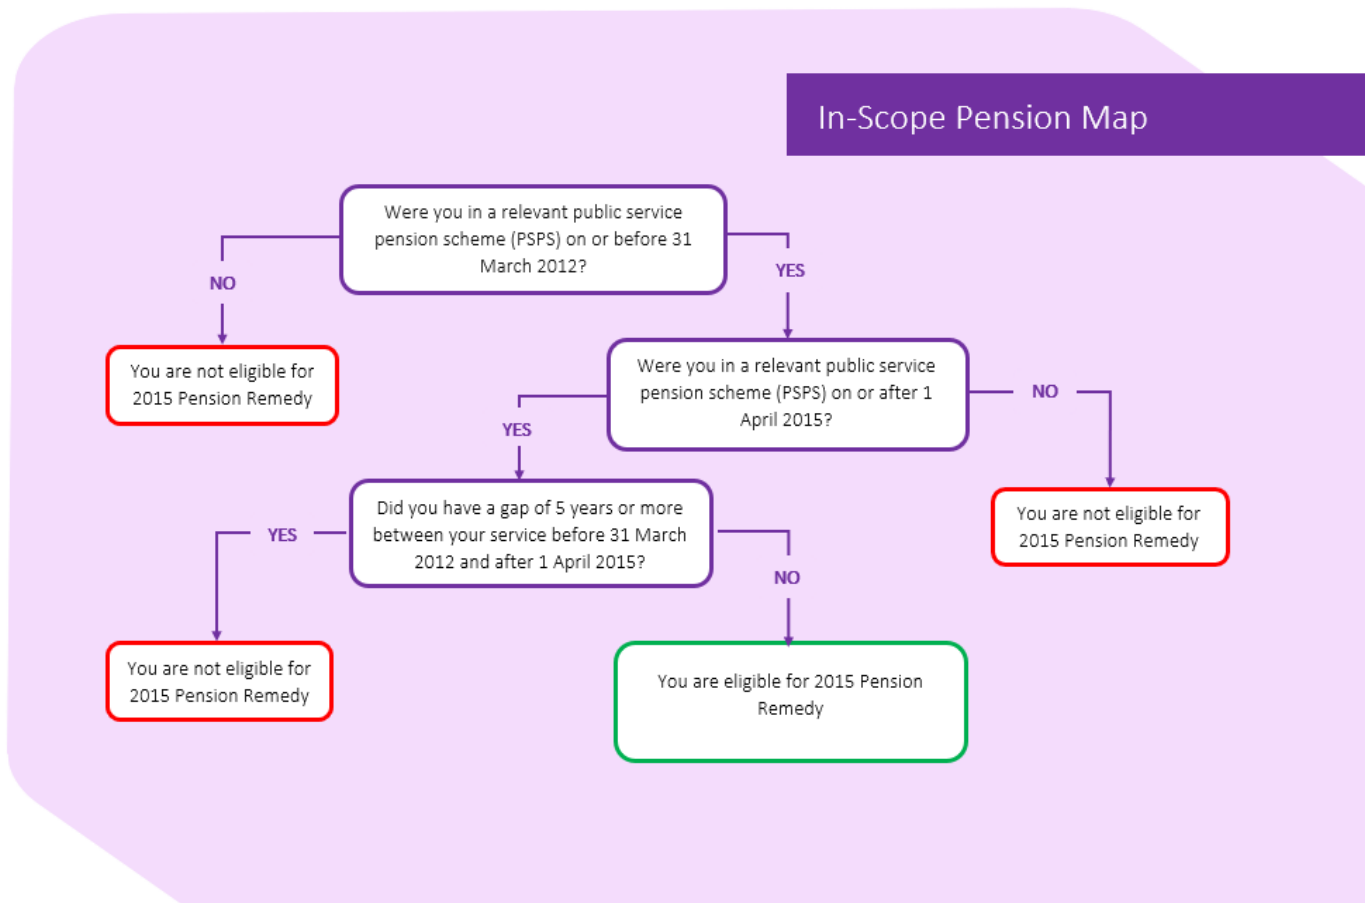 In-Scope Pension Map
Were you in a relevant public service
pension scheme (PSPS) on or before 31
March 2012?
NO
YES
You are not eligible for
2015 Pension Remedy
Were you in a relevant public service
pension scheme (PSPS) on or after 1
April 2015?
YES
NO
Did you have a gap of 5 years or more
between your service before 31 March
2012 and after 1 April 2015?
You are not eligible for
2015 Pension Remedy
YES
NO
You are not eligible for
2015 Pension Remedy
You are eligible for 2015 Pension
Remedy